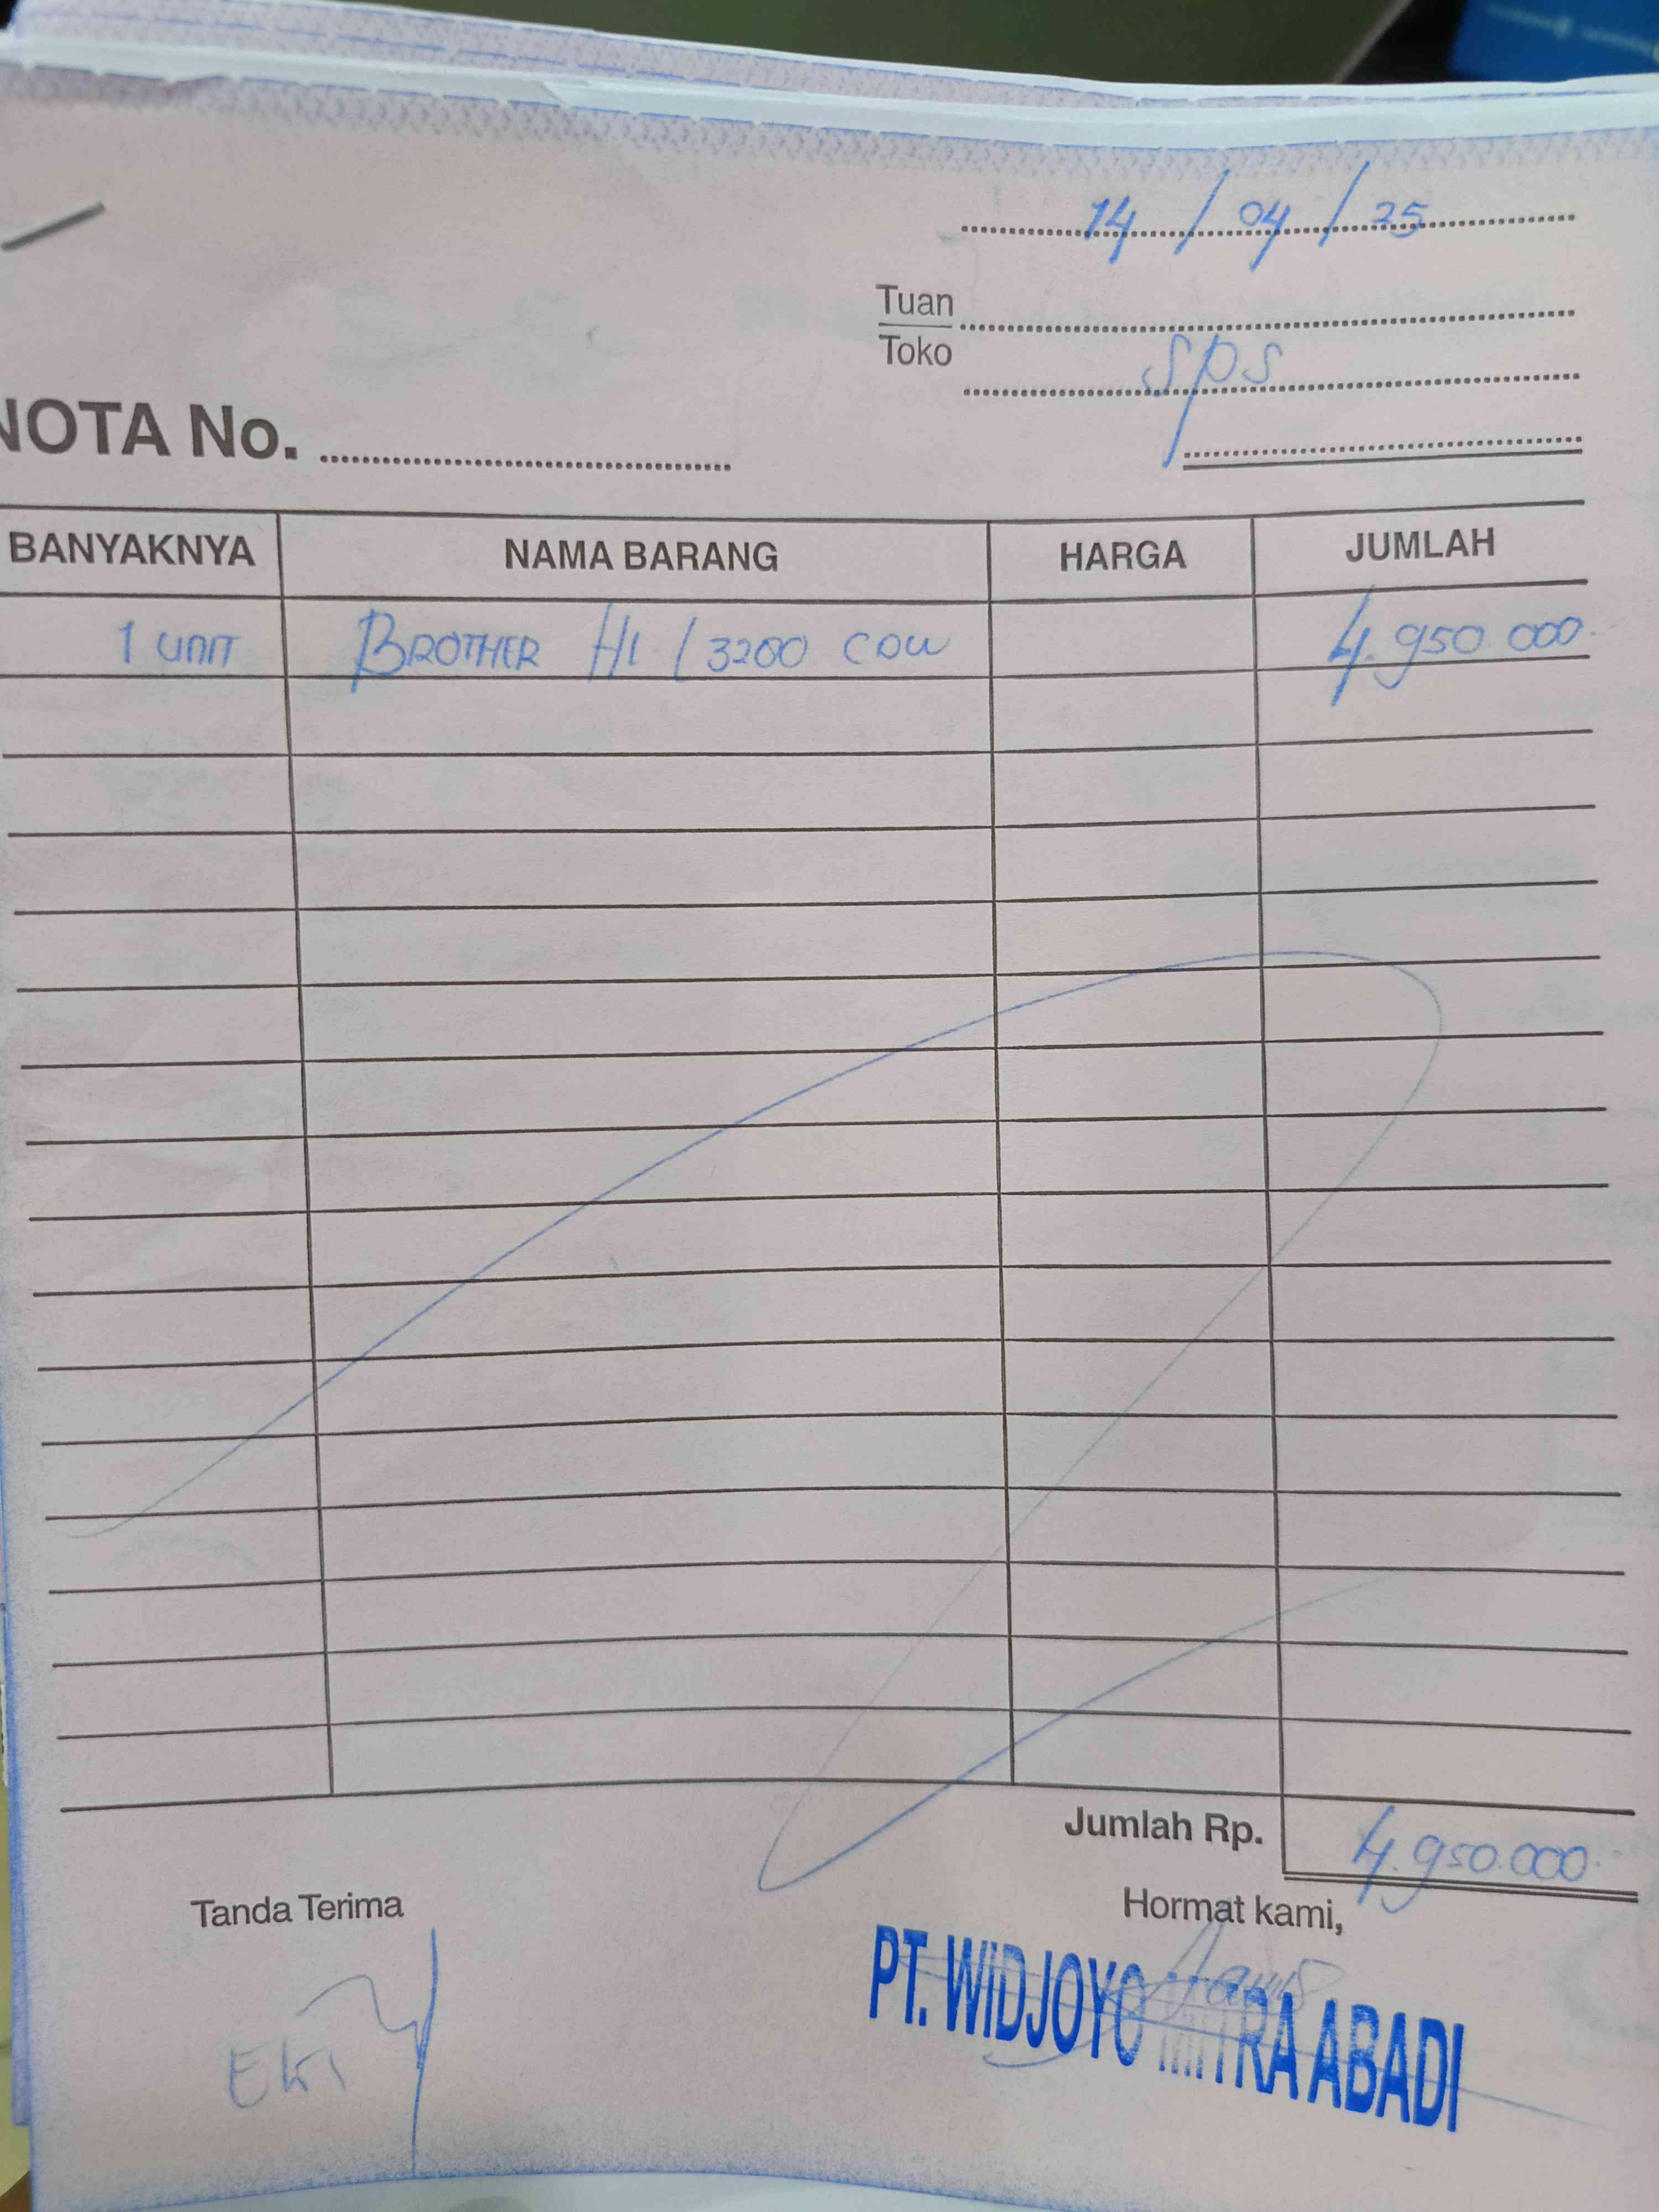 14/04/25
Tuan
Toko
sps
NOTA No.
BANYAKNYA NAMA BARANG HARGA JUMLAH
1 UNIT BROTHER HL L3280 CDW 4.950.000
Jumlah Rp. 4.950.000
Tanda Terima Hormat kami,
PT. WIDJOYO MITRA ABADI
EKI